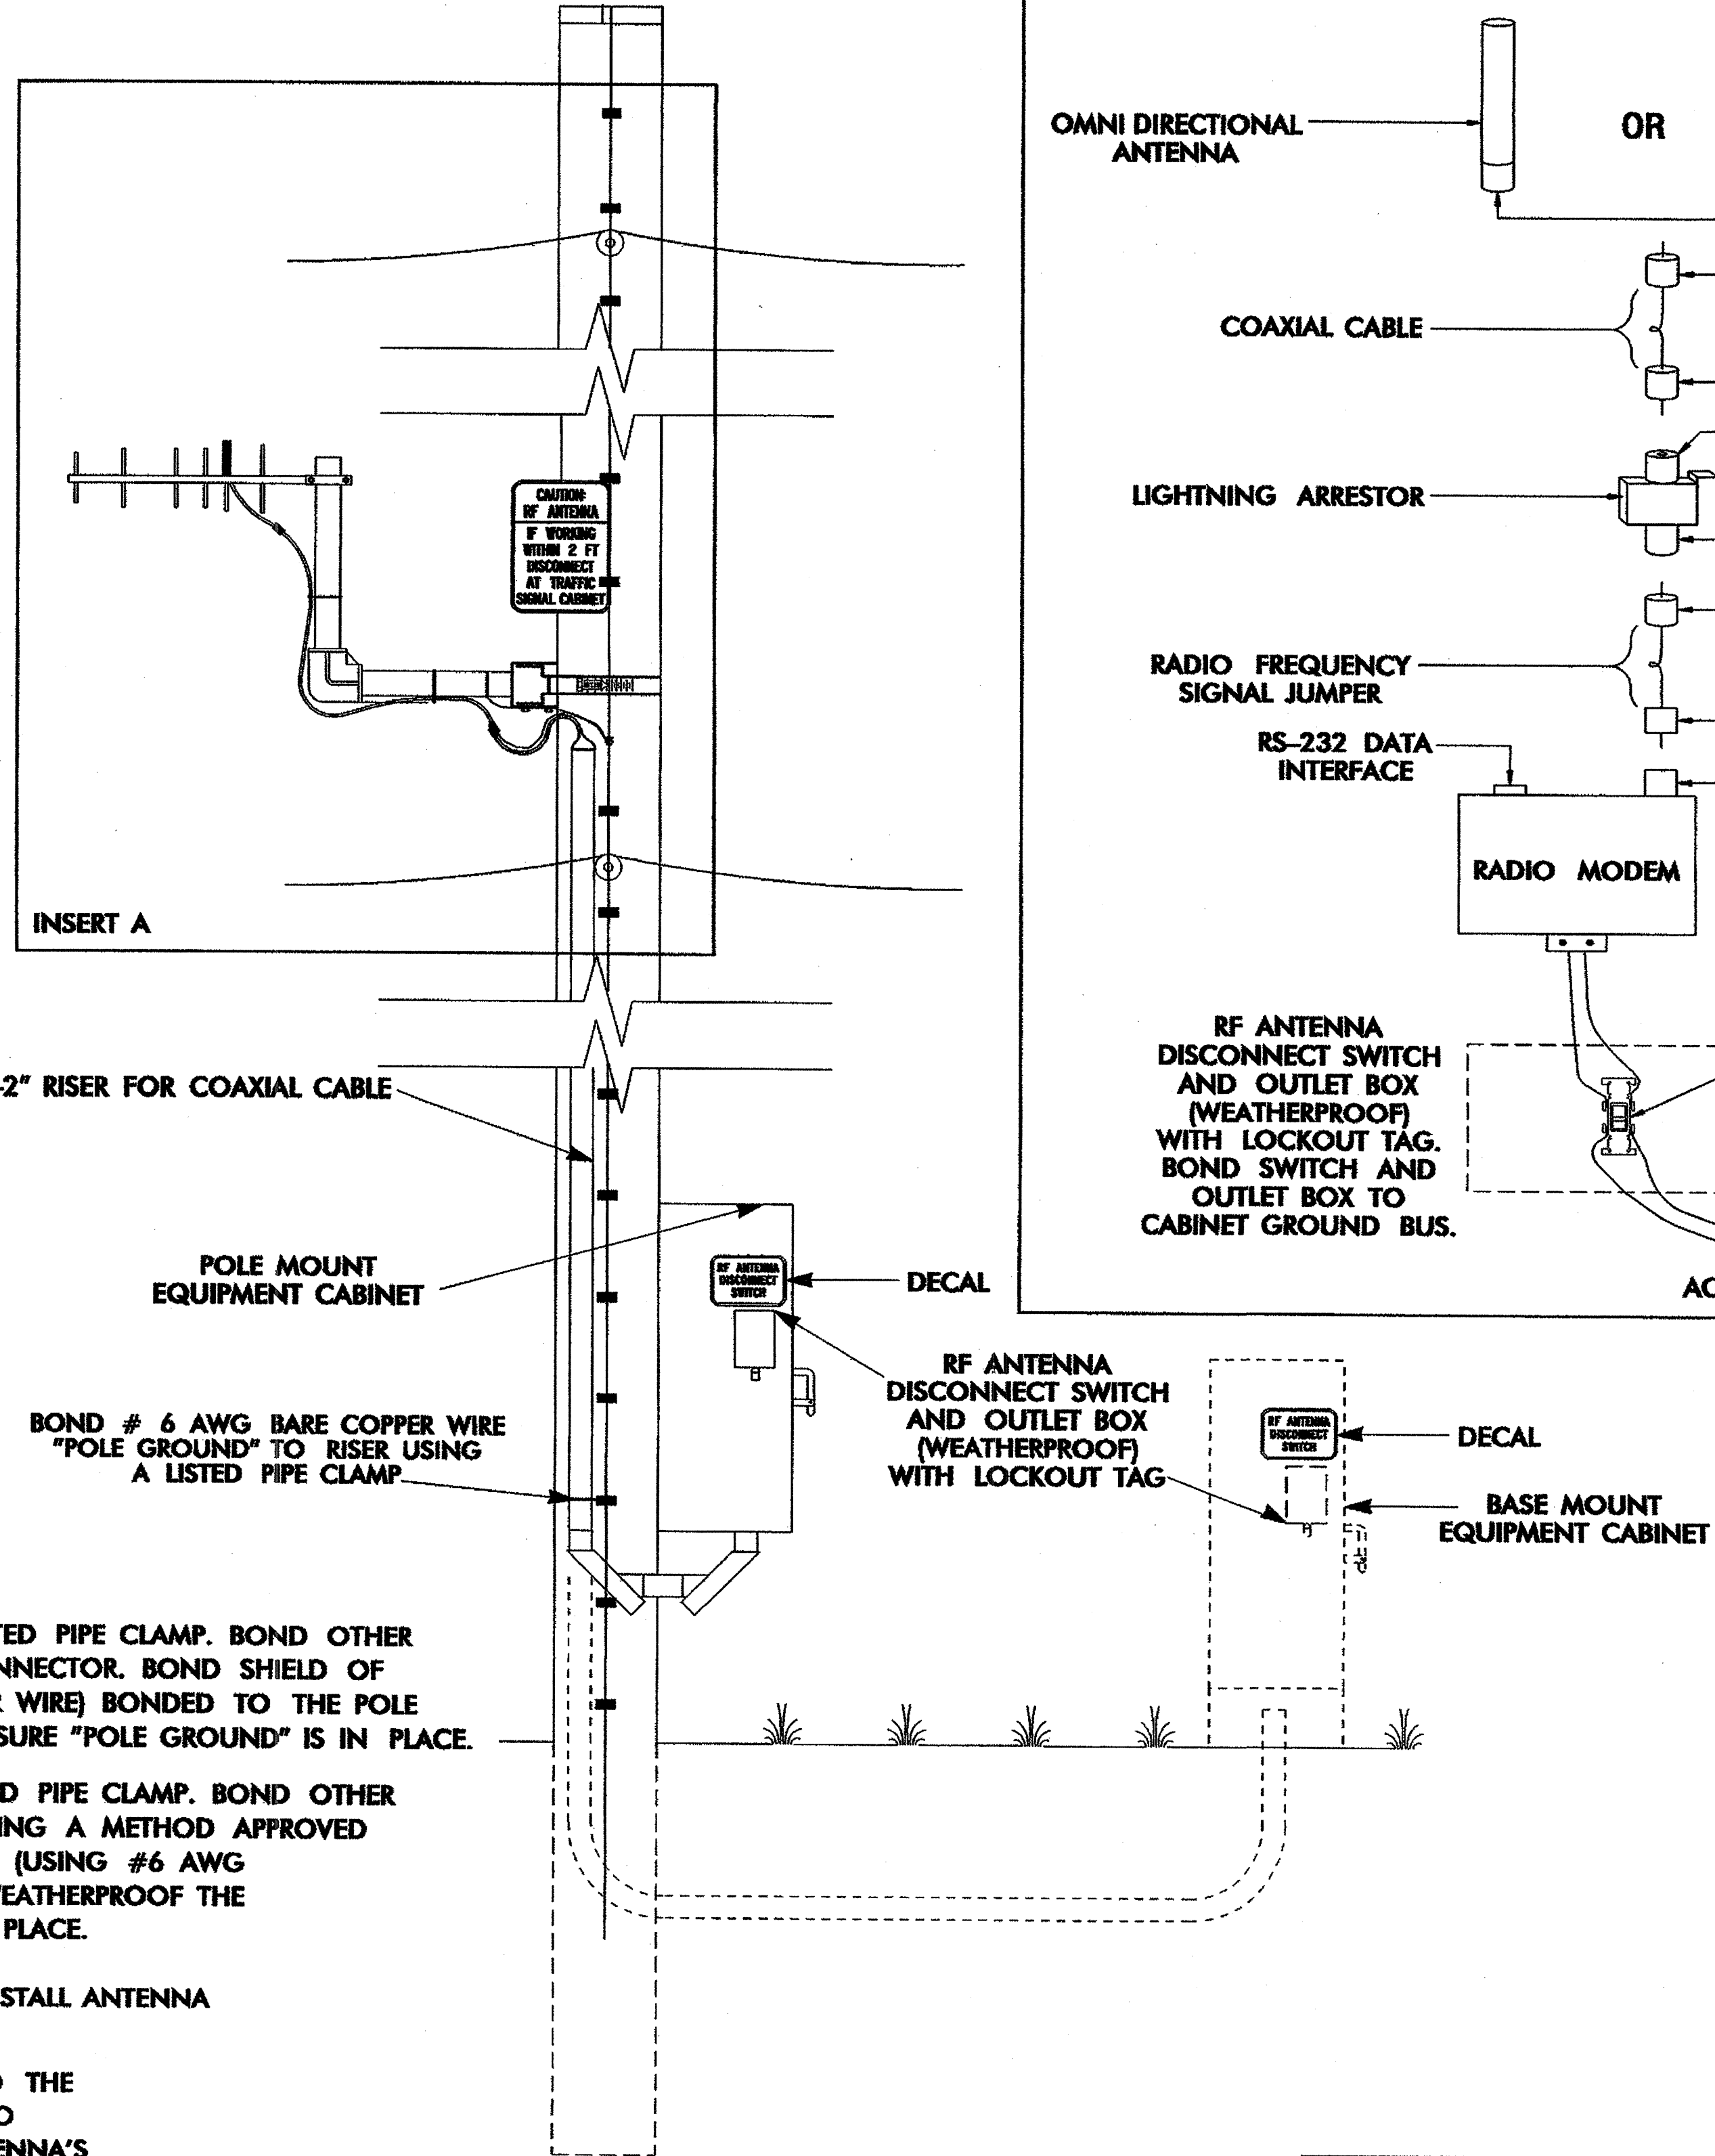 OMNI DIRECTIONAL
ANTENNA
OR
COAXIAL CABLE
LIGHTNING ARRESTOR
RADIO FREQUENCY
SIGNAL JUMPER
RS-232 DATA
INTERFACE
RADIO MODEM
RF ANTENNA
DISCONNECT SWITCH
AND OUTLET BOX
(WEATHERPROOF)
WITH LOCKOUT TAG.
BOND SWITCH AND
OUTLET BOX TO
CABINET GROUND BUS.
AC
CAUTION:
RF ANTENNA
IF WORKING
WITHIN 2 FT
DISCONNECT
AT TRAFFIC
SIGNAL CABINET
INSERT A
-2" RISER FOR COAXIAL CABLE
POLE MOUNT
EQUIPMENT CABINET
RF ANTENNA
DISCONNECT
SWITCH
DECAL
RF ANTENNA
DISCONNECT SWITCH
AND OUTLET BOX
(WEATHERPROOF)
WITH LOCKOUT TAG
RF ANTENNA
DISCONNECT
SWITCH
DECAL
BASE MOUNT
EQUIPMENT CABINET
BOND # 6 AWG BARE COPPER WIRE
"POLE GROUND" TO RISER USING
A LISTED PIPE CLAMP
TED PIPE CLAMP. BOND OTHER
NNECTOR. BOND SHIELD OF
R WIRE) BONDED TO THE POLE
SURE "POLE GROUND" IS IN PLACE.
D PIPE CLAMP. BOND OTHER
ING A METHOD APPROVED
(USING #6 AWG
WEATHERPROOF THE
PLACE.
STALL ANTENNA
THE
O
ENNA'S